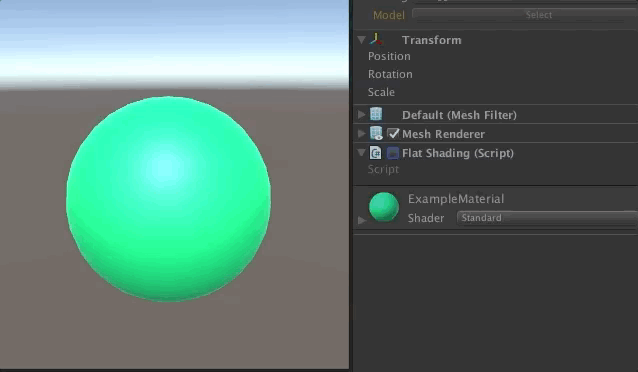 Model Select
Transform
Position
Rotation
Scale
Default (Mesh Filter)
Mesh Renderer
Flat Shading (Script)
Script
ExampleMaterial
Shader Standard